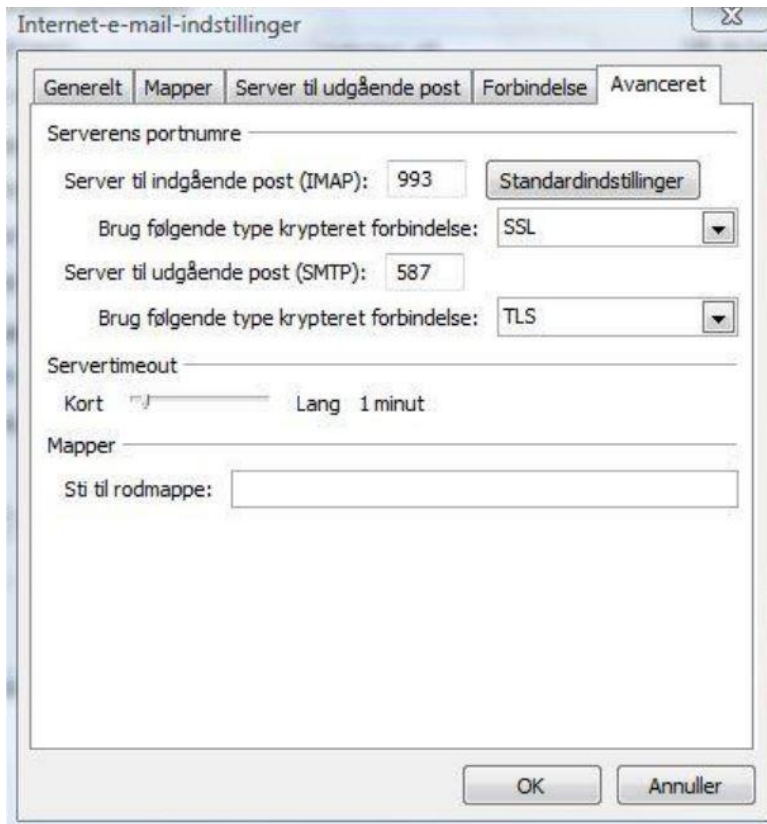 Internet-e-mail-indstillinger
Generelt Mapper Server til udgående post Forbindelse Avanceret
Serverens portnumre
Server til indgående post (IMAP): 993 Standardindstillinger
Brug følgende type krypteret forbindelse: SSL
Server til udgående post (SMTP): 587
Brug følgende type krypteret forbindelse: TLS
Servertimeout
Kort Lang 1 minut
Mapper
Sti til rodmappe:
OK Annuller